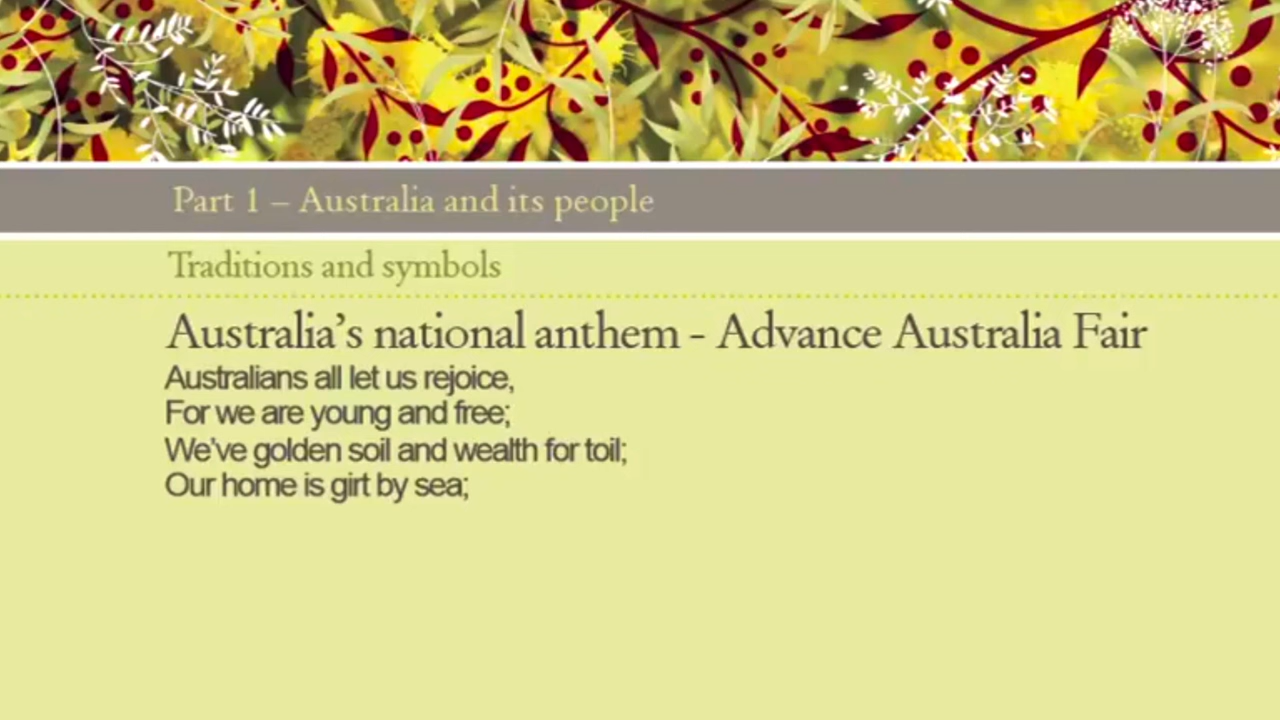 Part 1 – Australia and its people
Traditions and symbols
Australia’s national anthem - Advance Australia Fair
Australians all let us rejoice,
For we are young and free;
We've golden soil and wealth for toil;
Our home is girt by sea;